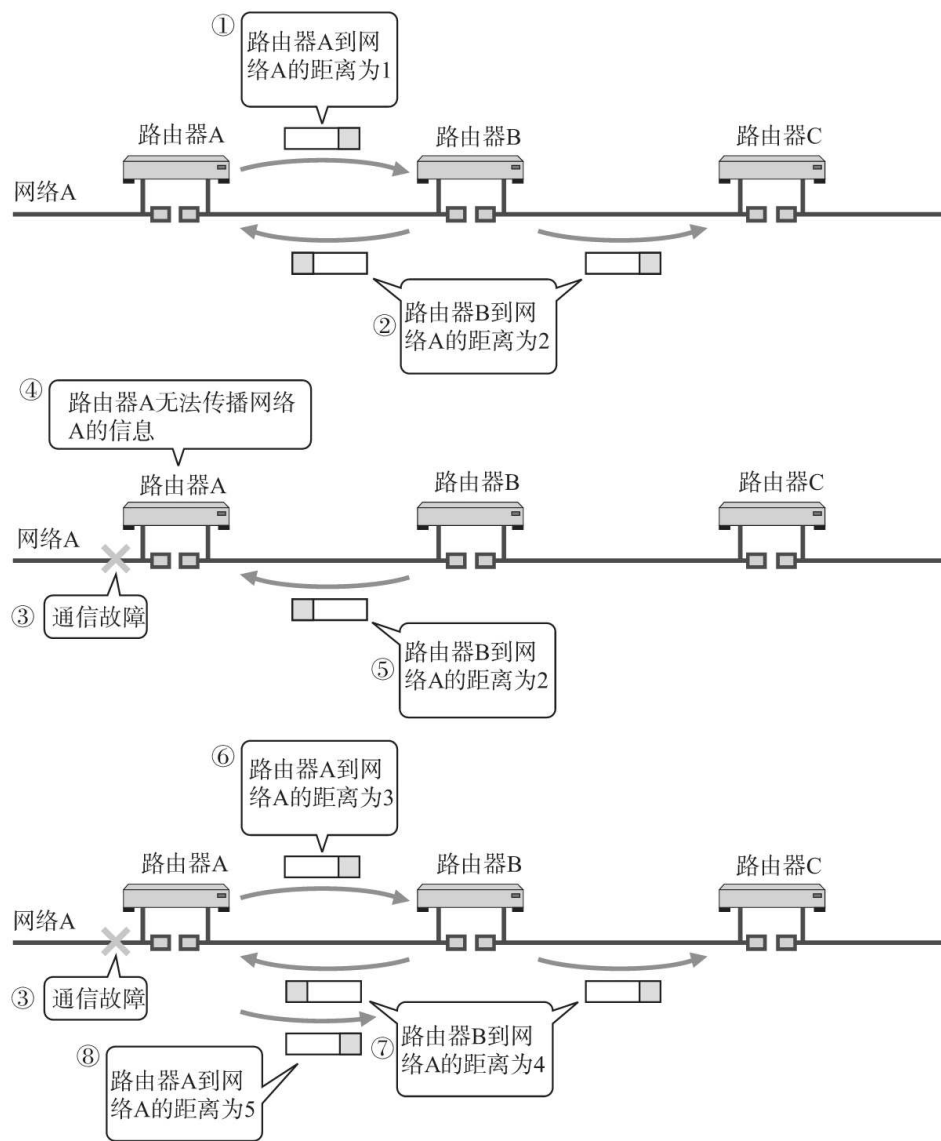 ①
路由器A到网
络A的距离为1
路由器A
路由器B
路由器C
网络A
②
路由器B到网
络A的距离为2
④
路由器A无法传播网络
A的信息
路由器A
路由器B
路由器C
网络A
③
通信故障
⑤
路由器B到网
络A的距离为2
⑥
路由器A到网
络A的距离为3
路由器A
路由器B
路由器C
网络A
③
通信故障
⑦
路由器B到网
络A的距离为4
⑧
路由器A到网
络A的距离为5